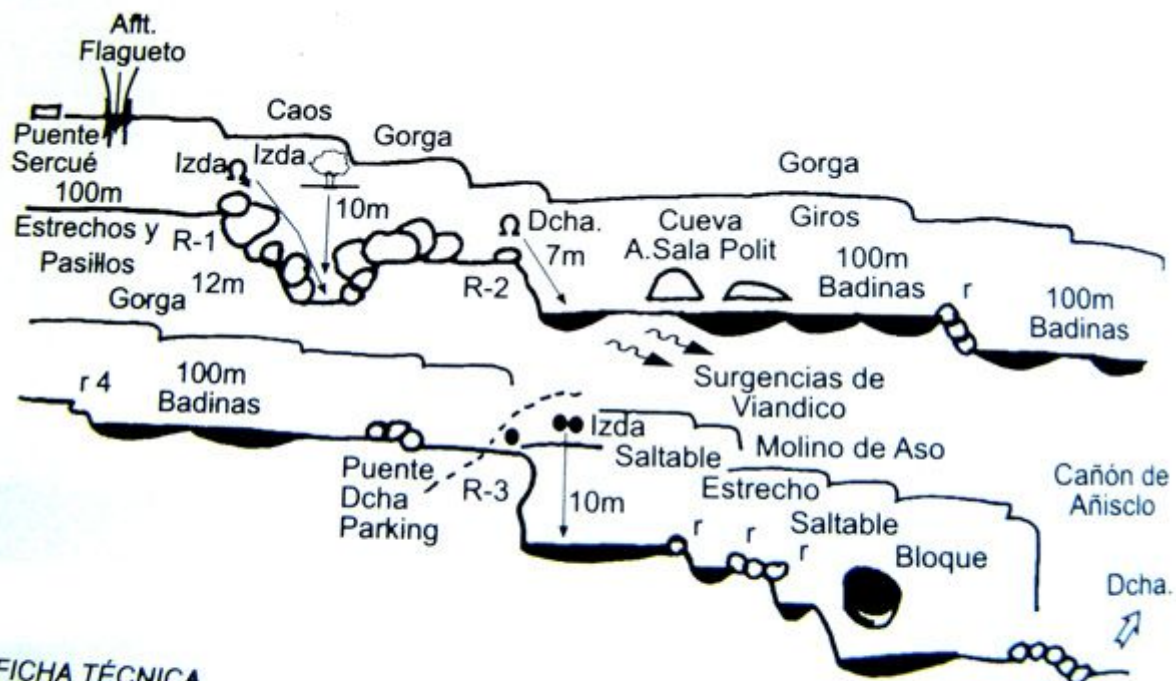 Aflt.
Flagueto
Caos
Gorga
Gorga
Puente
Sercué
Izda
Izda.
100m
10m
Dcha.
7m
Cueva
A.Sala Polit
Giros
Estrechos y
Pasillos
R-1
12m
R-2
100m
Badinas
r
100m
Badinas
Gorga
Surgencias de
Viandico
r 4
100m
Badinas
Izda
Molino de Aso
Saltable
Puente
Dcha
Parking
R-3
10m
Estrecho
Cañón de
Añisclo
r
r
r
Saltable
Bloque
Dcha.
FICHA TÉCNICA